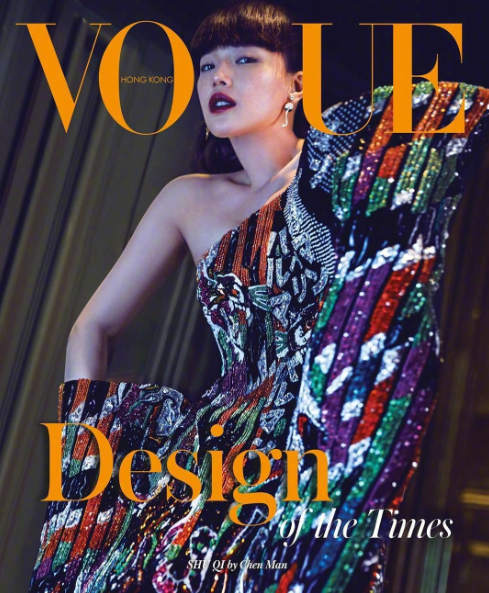 VOGUE
HONG KONG
Design
of the Times
SHU QI by Chen Man